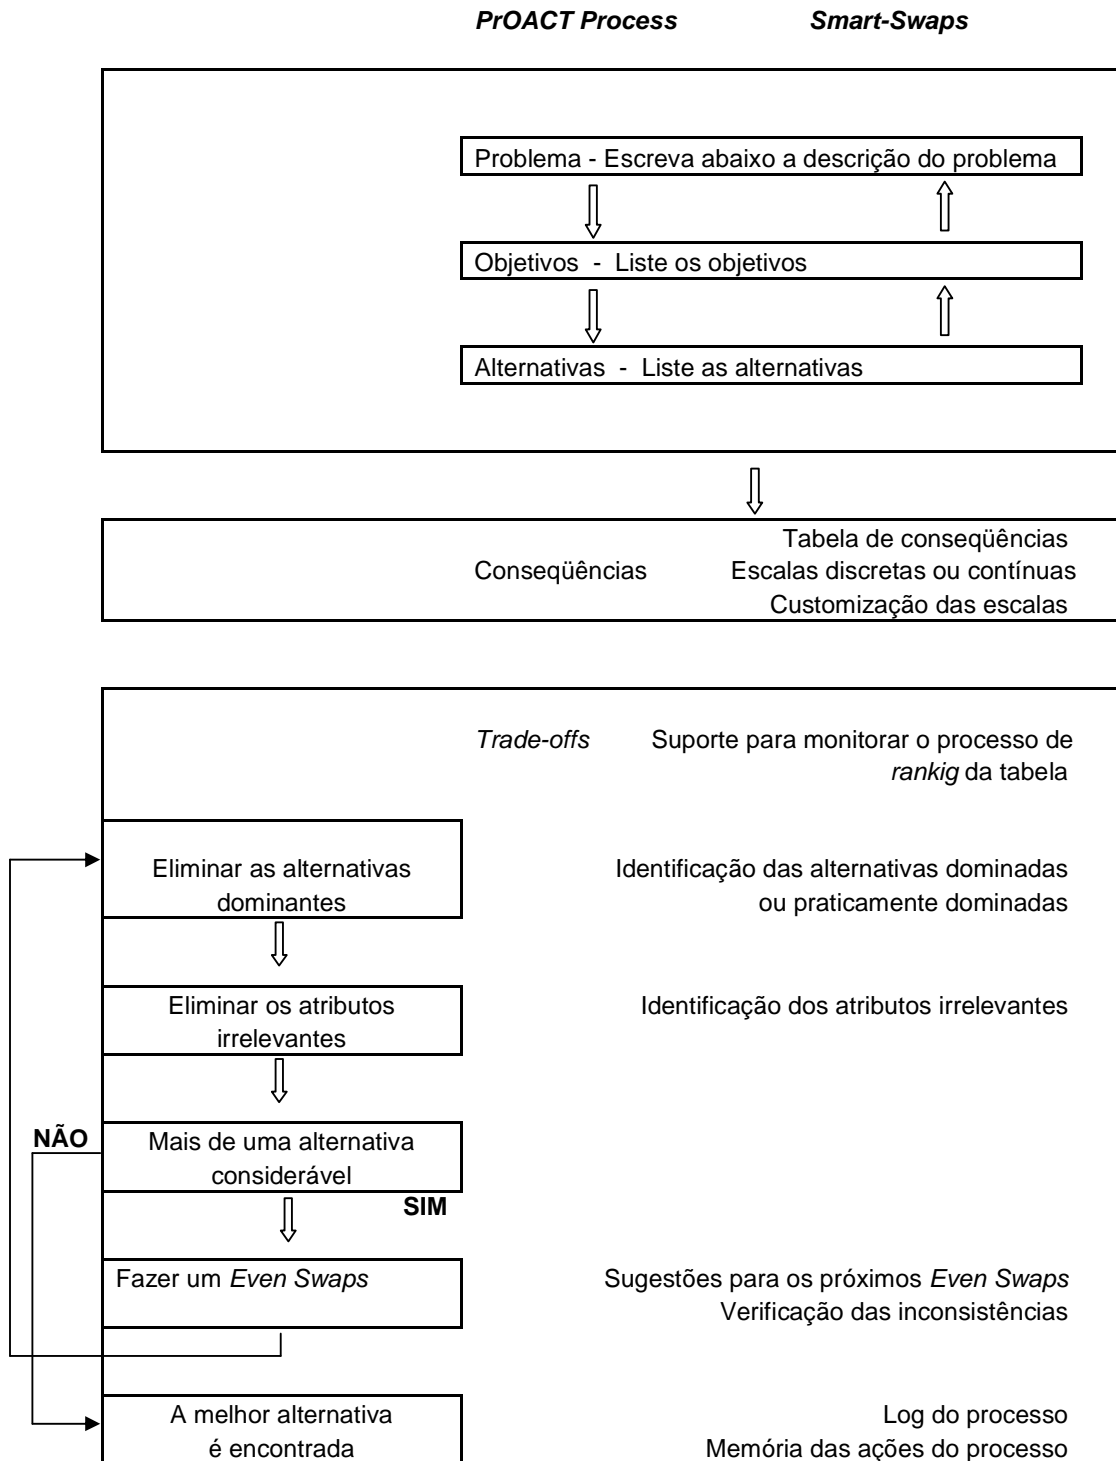 PrOACT Process Smart-Swaps
Problema - Escreva abaixo a descrição do problema
Objetivos - Liste os objetivos
Alternativas - Liste as alternativas
Tabela de conseqüências
Conseqüências Escalas discretas ou contínuas
Customização das escalas
Trade-offs Suporte para monitorar o processo de
rankig da tabela
Eliminar as alternativas Identificação das alternativas dominadas
dominantes ou praticamente dominadas
Eliminar os atributos Identificação dos atributos irrelevantes
irrelevantes
NÃO Mais de uma alternativa
considerável
SIM
Fazer um Even Swaps Sugestões para os próximos Even Swaps
Verificação das inconsistências
A melhor alternativa Log do processo
é encontrada Memória das ações do processo